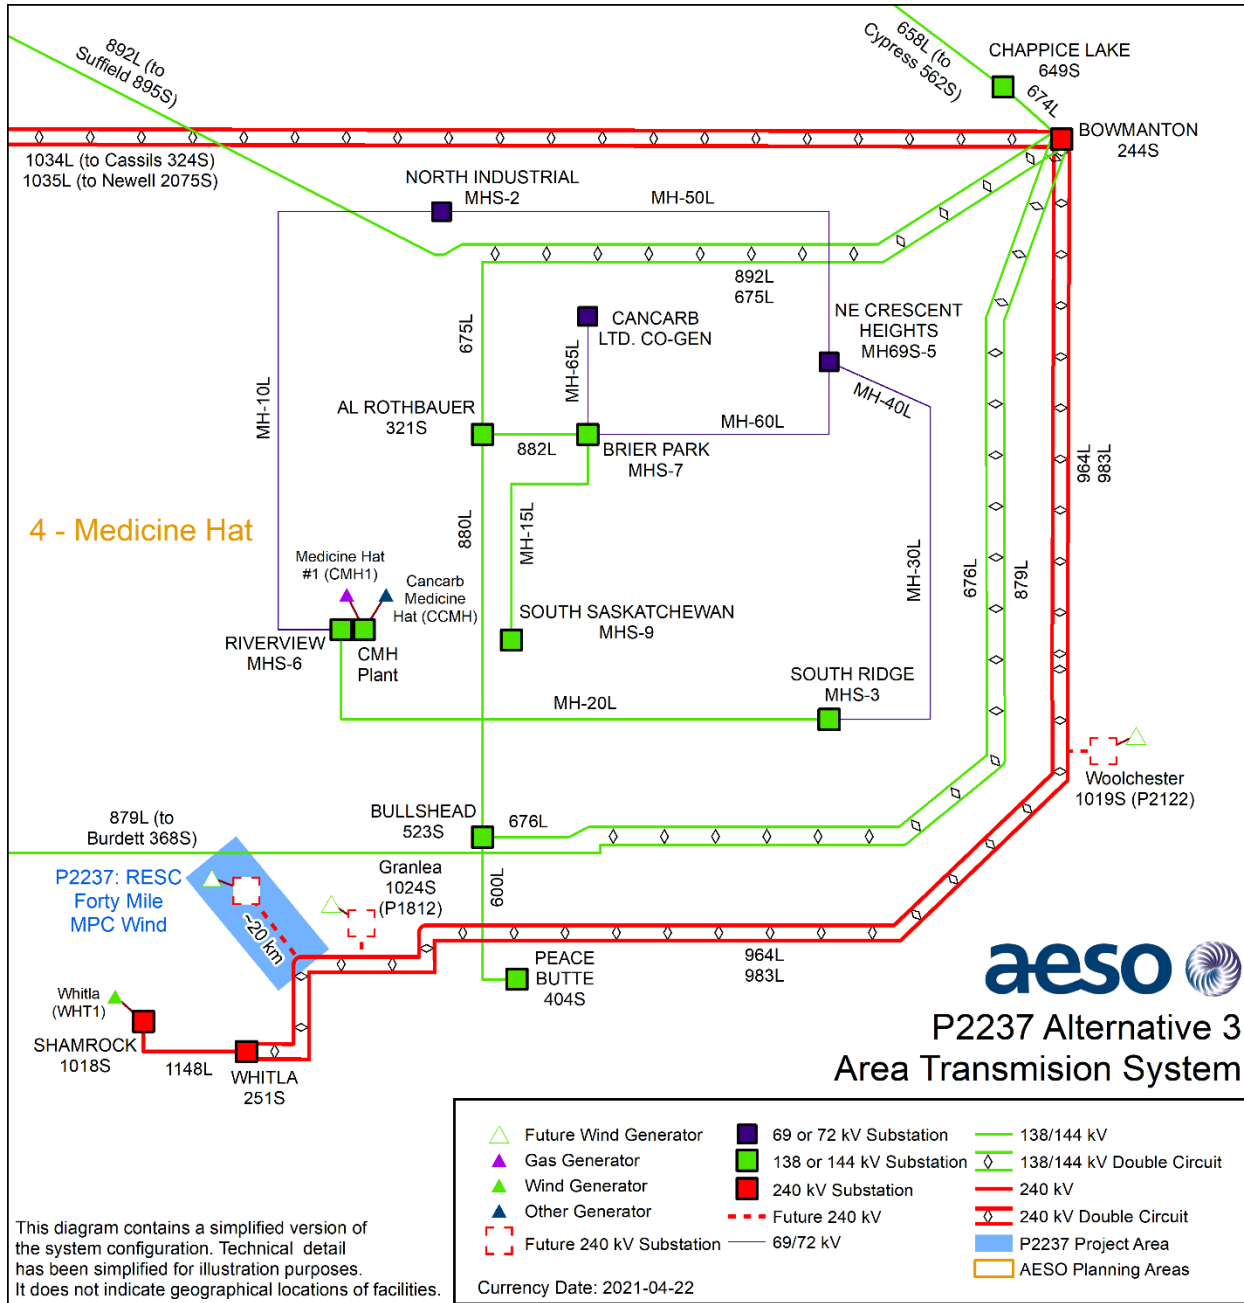 892L (to
Suffield 895S)
658L (to
Cypress 562S)
CHAPPICE LAKE
649S
674L
BOWMANTON
244S
1034L (to Cassils 324S)
1035L (to Newell 2075S)
NORTH INDUSTRIAL
MHS-2
MH-50L
892L
675L
CANCARB
LTD. CO-GEN
NE CRESCENT
HEIGHTS
MH69S-5
675L
MH-65L
MH-10L
MH-40L
AL ROTHBAUER
321S
882L
MH-60L
BRIER PARK
MHS-7
964L
983L
4 - Medicine Hat
880L
MH-15L
MH-30L
676L
879L
Medicine Hat
#1 (CMH1)
Cancarb
Medicine
Hat (CCMH)
RIVERVIEW
MHS-6
CMH
Plant
SOUTH SASKATCHEWAN
MHS-9
SOUTH RIDGE
MHS-3
MH-20L
Woolchester
1019S (P2122)
879L (to
Burdett 368S)
BULLSHEAD
523S
676L
P2237: RESC
Forty Mile
MPC Wind
~20 km
Granlea
1024S
(P1812)
600L
PEACE
BUTTE
404S
964L
983L
Whitla
(WHT1)
SHAMROCK
1018S
1148L
WHITLA
251S
aeso
P2237 Alternative 3
Area Transmision System
Future Wind Generator
Gas Generator
Wind Generator
Other Generator
Future 240 kV Substation
69 or 72 kV Substation
138 or 144 kV Substation
240 kV Substation
Future 240 kV
69/72 kV
138/144 kV
138/144 kV Double Circuit
240 kV
240 kV Double Circuit
P2237 Project Area
AESO Planning Areas
Currency Date: 2021-04-22
This diagram contains a simplified version of
the system configuration. Technical detail
has been simplified for illustration purposes.
It does not indicate geographical locations of facilities.